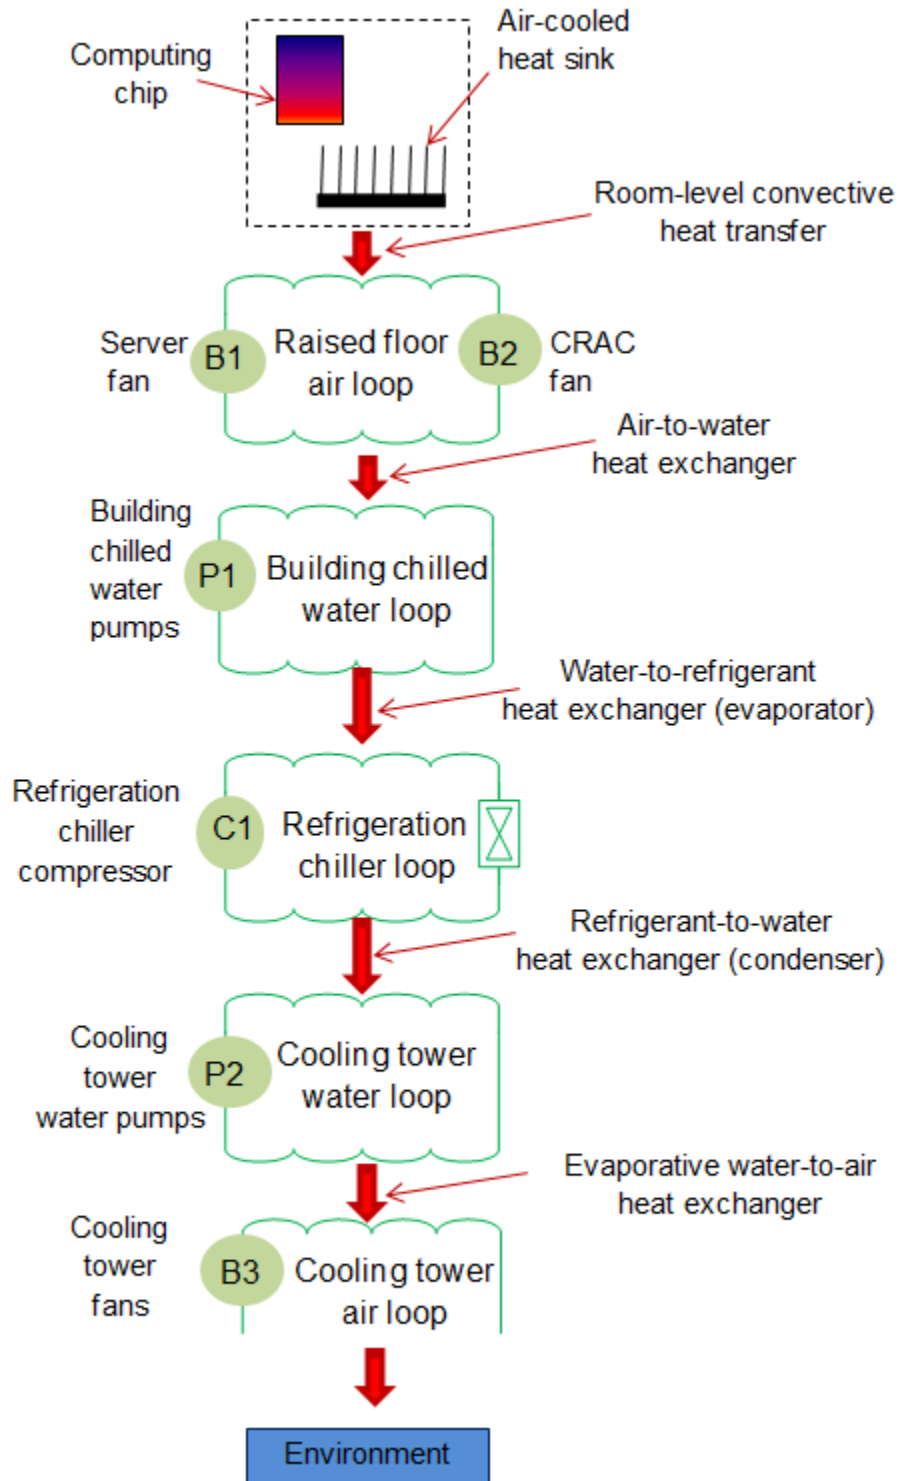 Air-cooled
heat sink
Computing
chip
Room-level convective
heat transfer
Server
fan
B1
Raised floor
air loop
B2
CRAC
fan
Air-to-water
heat exchanger
Building
chilled
water
pumps
P1
Building chilled
water loop
Water-to-refrigerant
heat exchanger (evaporator)
Refrigeration
chiller
compressor
C1
Refrigeration
chiller loop
Refrigerant-to-water
heat exchanger (condenser)
Cooling
tower
water pumps
P2
Cooling tower
water loop
Evaporative water-to-air
heat exchanger
Cooling
tower
fans
B3
Cooling tower
air loop
Environment